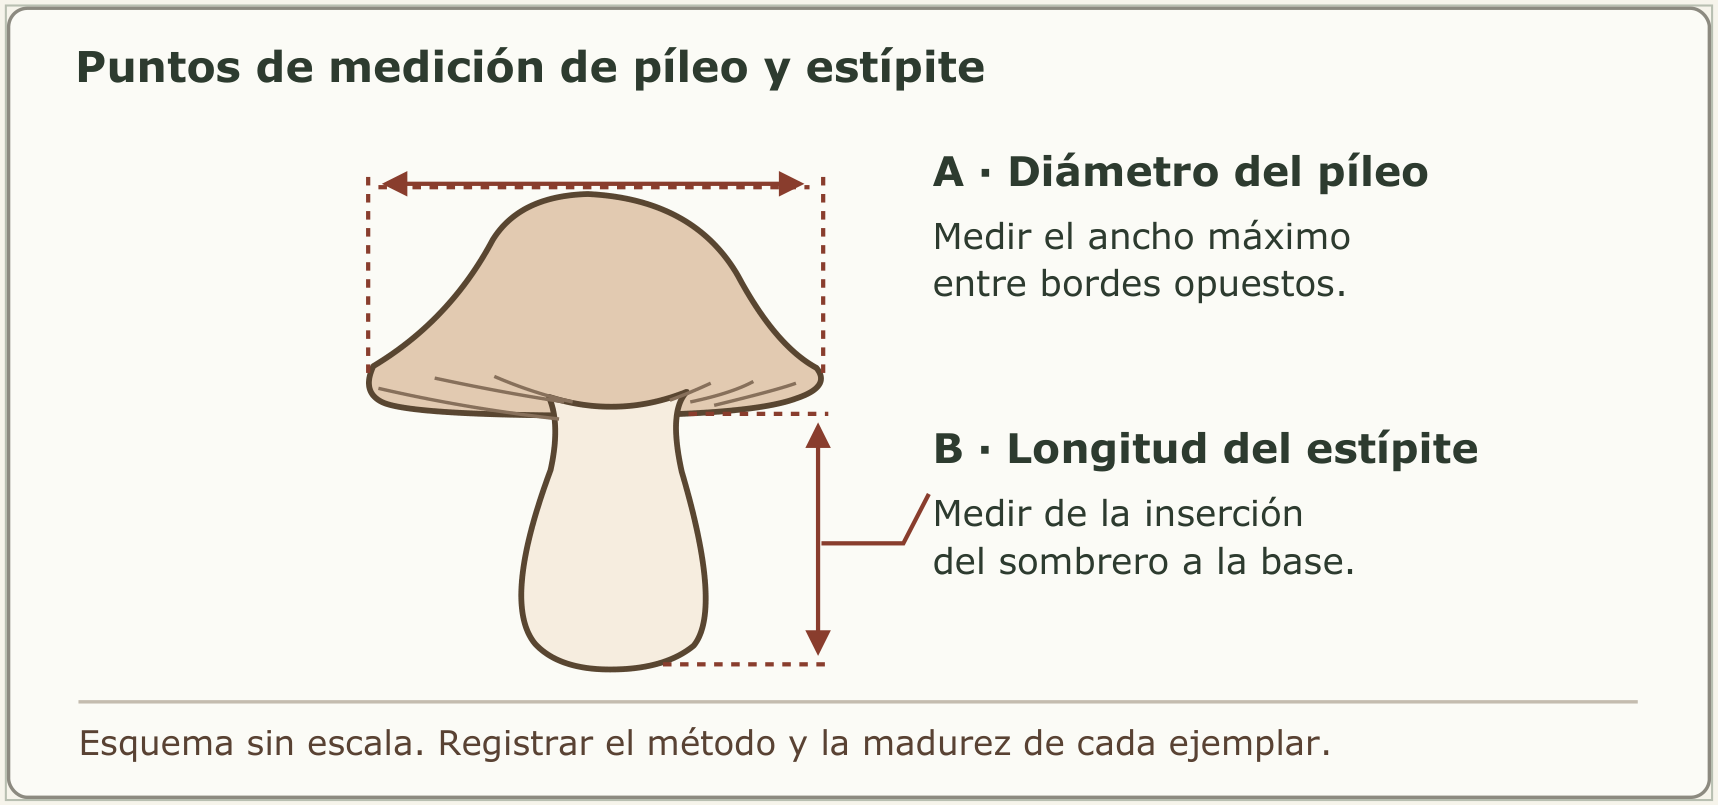 Puntos de medición de píleo y estípite
A · Diámetro del píleo
Medir el ancho máximo
entre bordes opuestos.
B · Longitud del estípite
Medir de la inserción
del sombrero a la base.
Esquema sin escala. Registrar el método y la madurez de cada ejemplar.